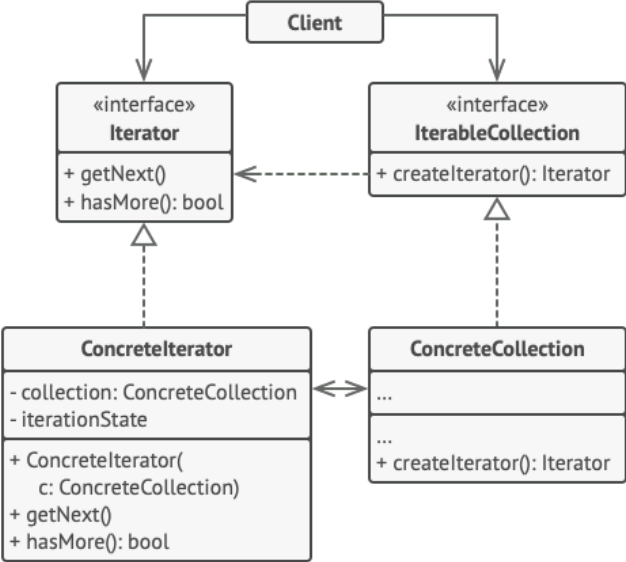 Client
«interface»
Iterator
+ getNext()
+ hasMore(): bool
«interface»
IterableCollection
+ createIterator(): Iterator
ConcreteIterator
- collection: ConcreteCollection
- iterationState
+ ConcreteIterator(
c: ConcreteCollection)
+ getNext()
+ hasMore(): bool
ConcreteCollection
...
...
+ createIterator(): Iterator